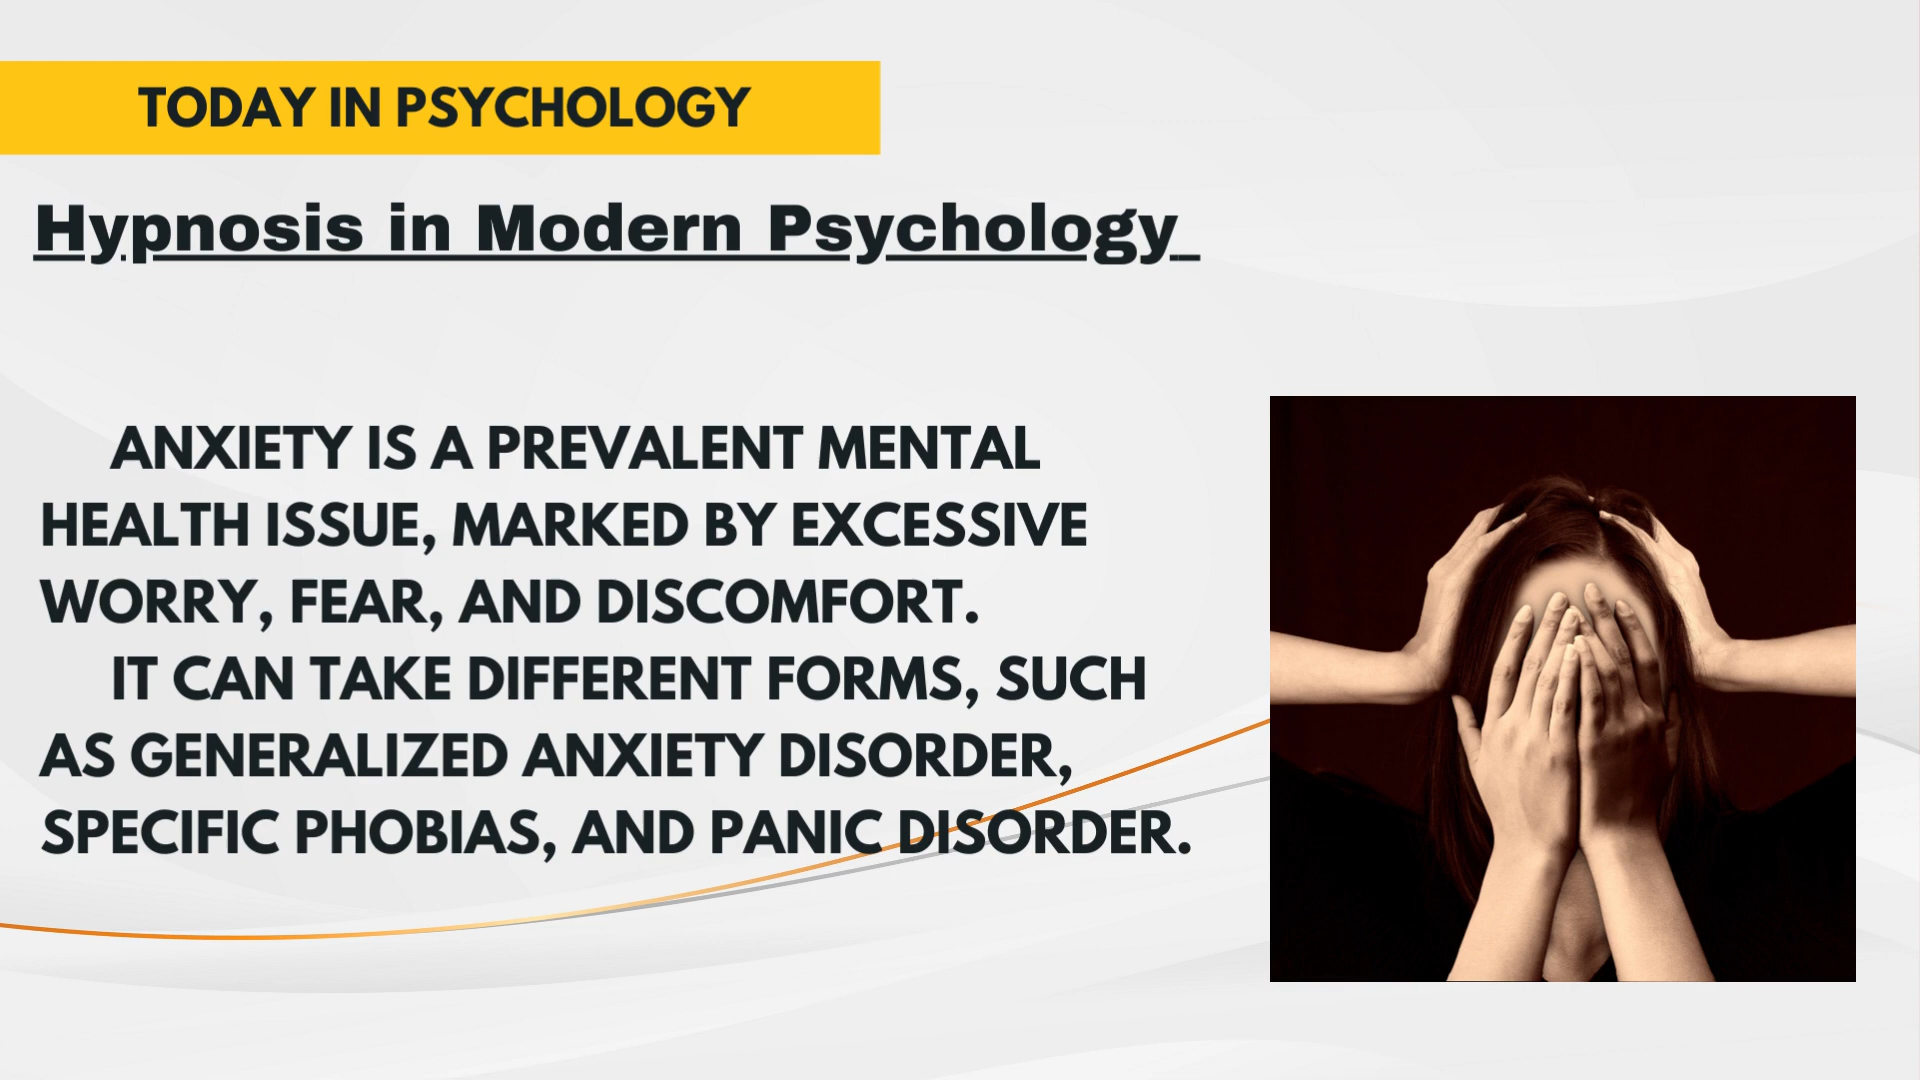 TODAY IN PSYCHOLOGY
Hypnosis in Modern Psychology
ANXIETY IS A PREVALENT MENTAL
HEALTH ISSUE, MARKED BY EXCESSIVE
WORRY, FEAR, AND DISCOMFORT.
IT CAN TAKE DIFFERENT FORMS, SUCH
AS GENERALIZED ANXIETY DISORDER,
SPECIFIC PHOBIAS, AND PANIC DISORDER.